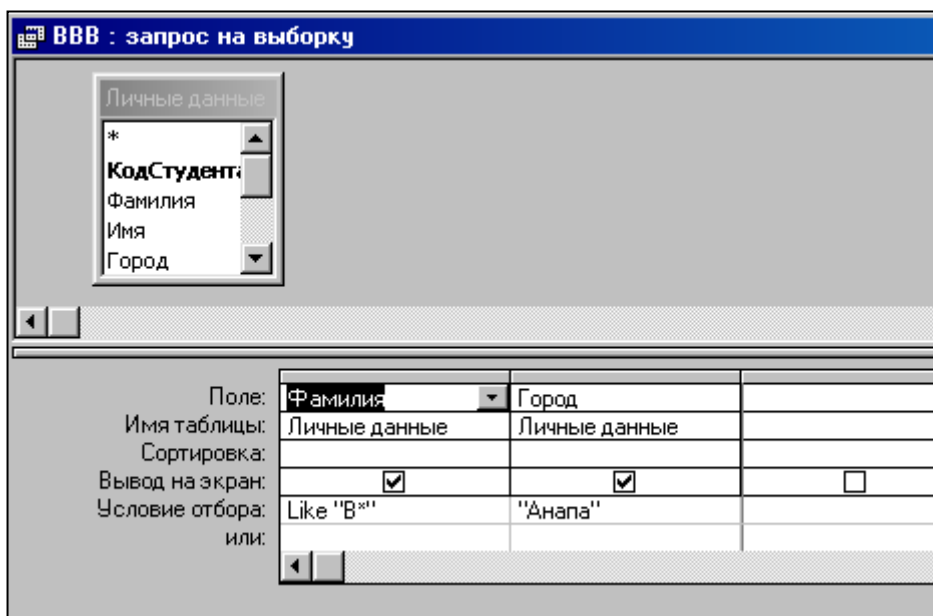 ВВВ : запрос на выборку
Личные данные
*
КодСтудента
Фамилия
Имя
Город
Поле: Фамилия Город
Имя таблицы: Личные данные Личные данные
Сортировка:
Вывод на экран:
Условие отбора: Like "В*" "Анапа"
или: